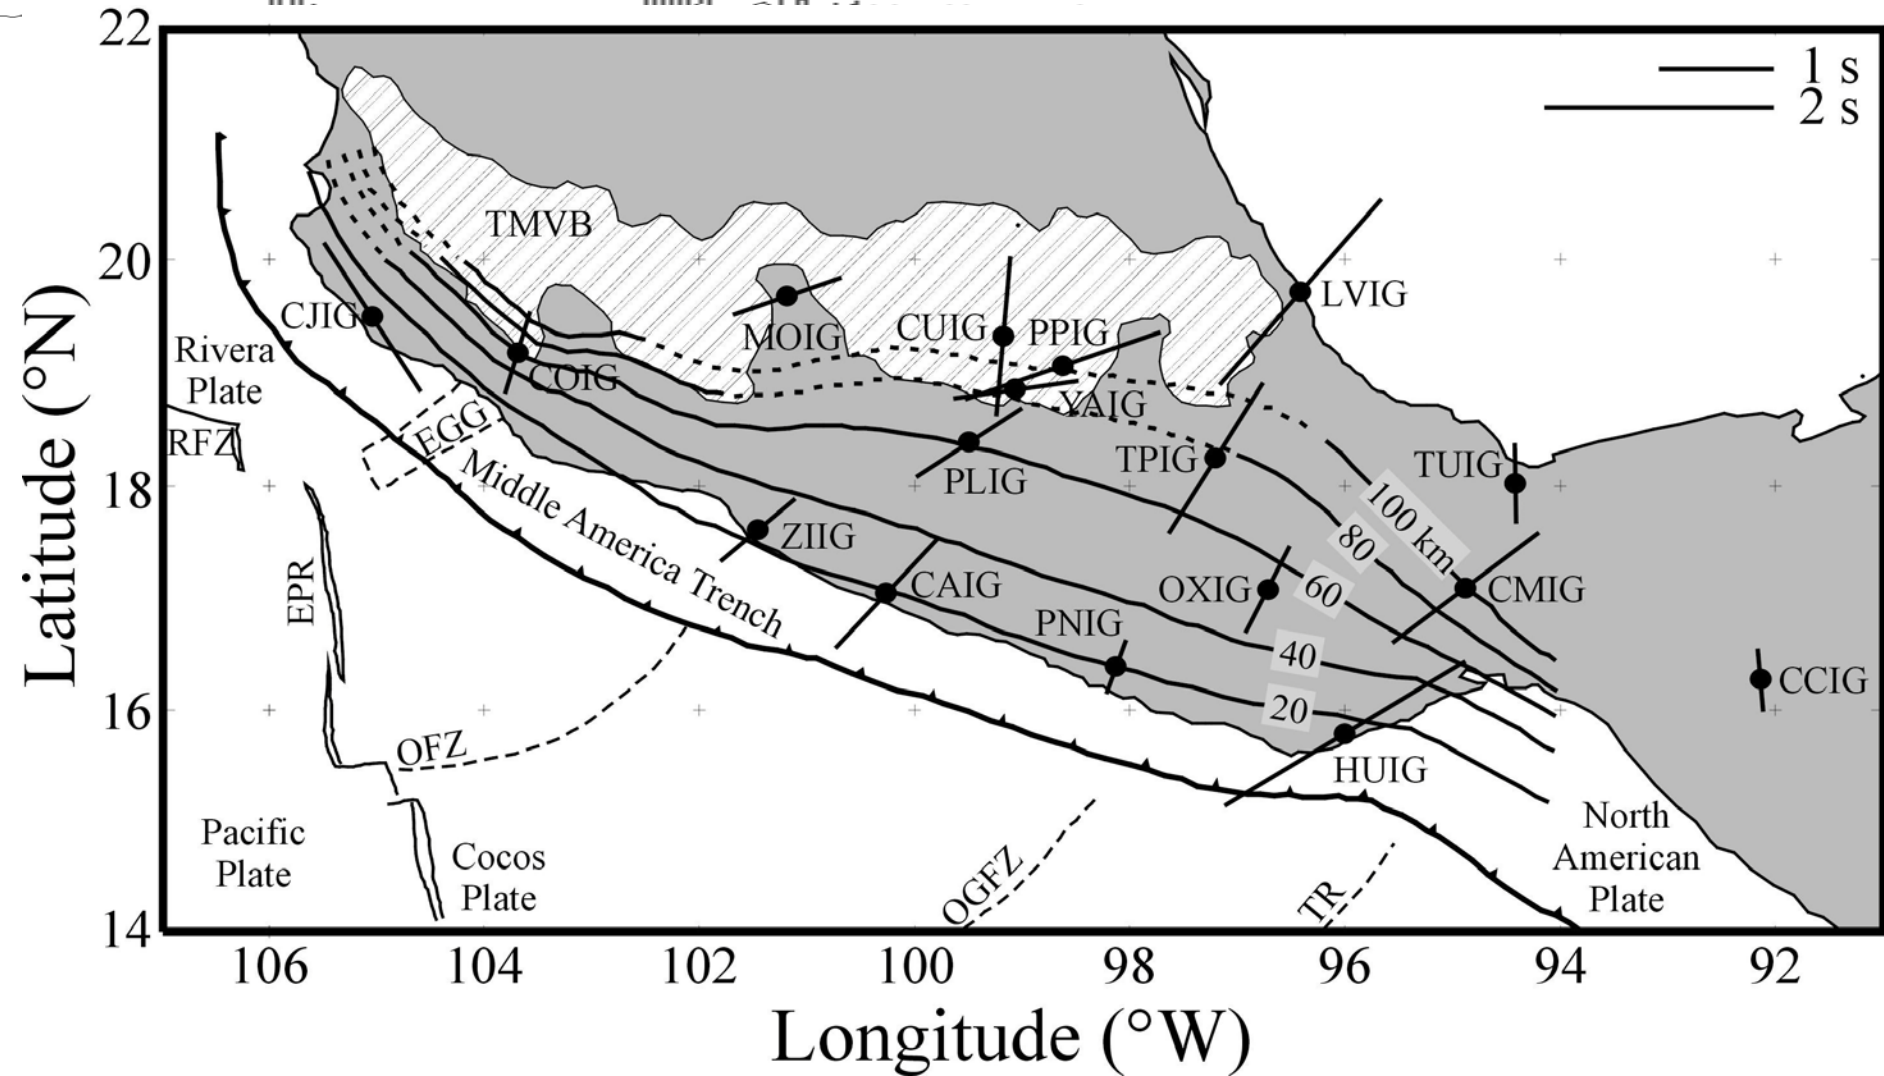 22
1 s
2 s
TMVB
20
LVIG
CJIG
MOIG
CUIG
PPIG
Rivera
Plate
COIG
YAIG
EGG
RFZ
TPIG
TUIG
PLIG
18
Middle America Trench
100 km
ZIIG
80
EPR
CAIG
OXIG
60
CMIG
PNIG
40
CCIG
20
16
OFZ
HUIG
Pacific
Plate
Cocos
Plate
OGFZ
TR
North
American
Plate
14
106
104
102
100
98
96
94
92
Latitude (°N)
Longitude (°W)